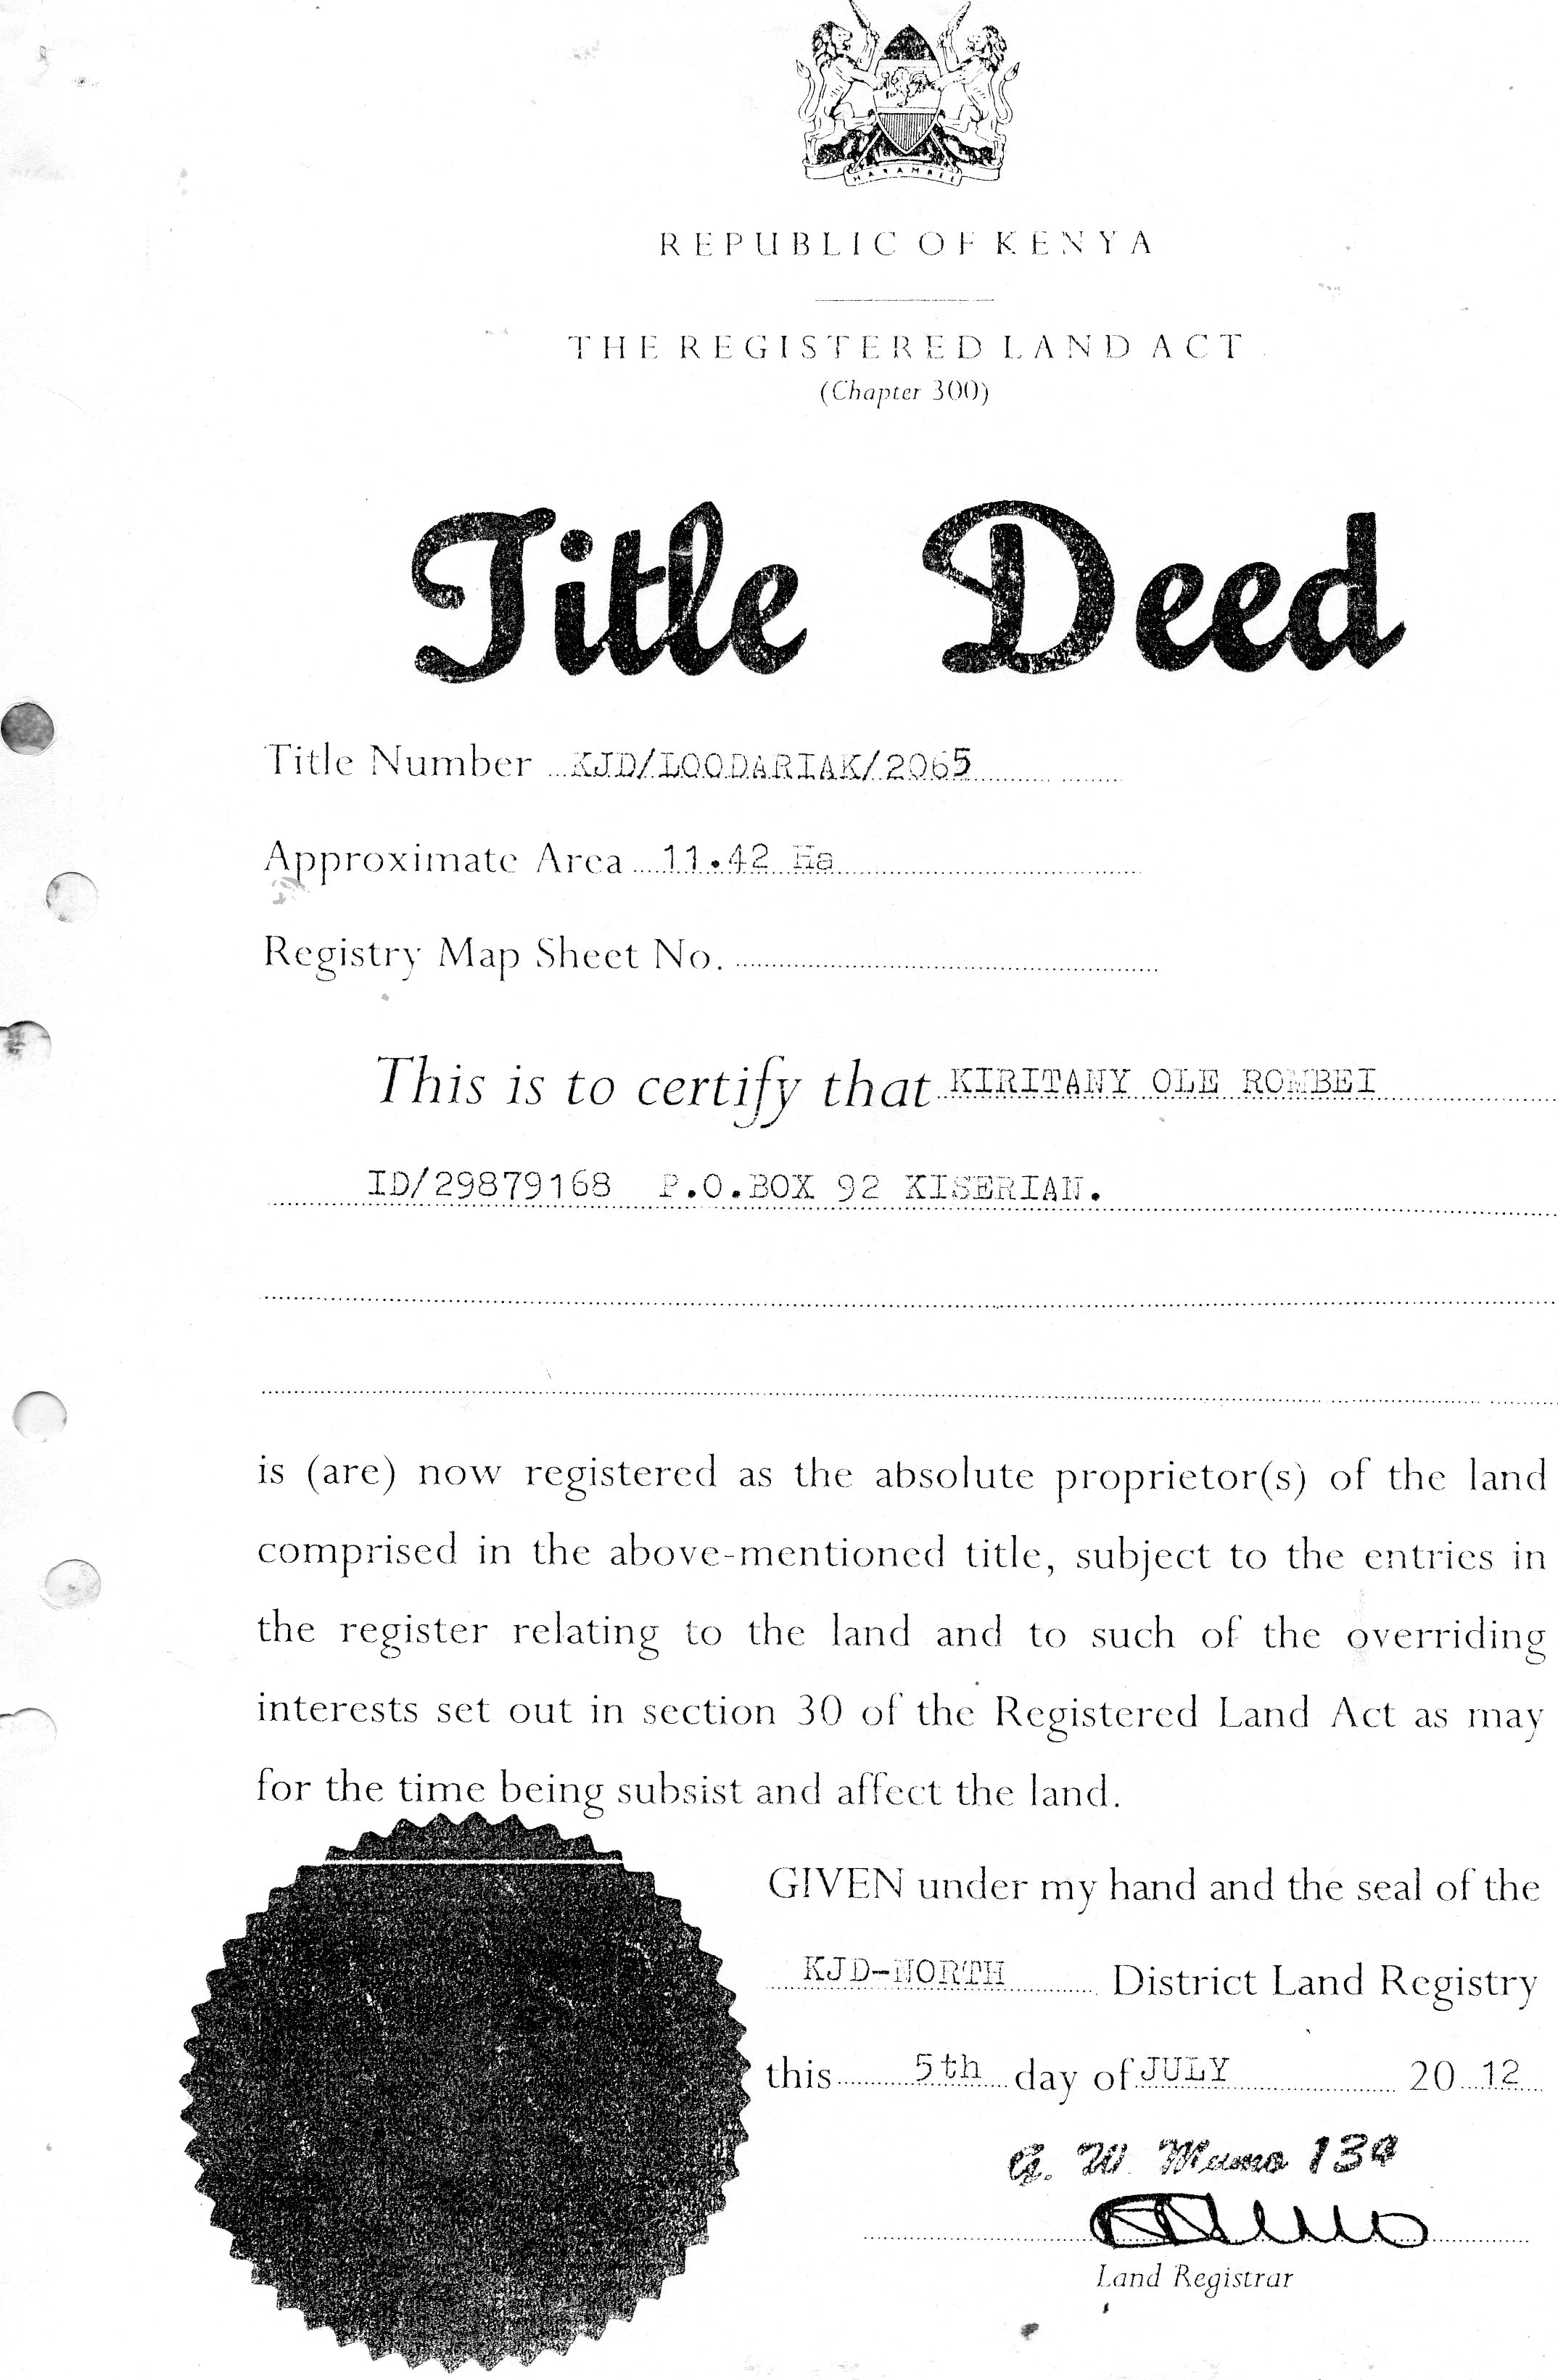 HARAMBEE
REPUBLIC OF KENYA
THE REGISTERED LAND ACT
(Chapter 300)
Title Deed
Title Number KJD/LOODARIAK/2065
Approximate Area 11.42 Ha
Registry Map Sheet No.
This is to certify that KIRITANY OLE ROMBEI
ID/29879168 P.O.BOX 92 KISERIAN.
is (are) now registered as the absolute proprietor(s) of the land
comprised in the above-mentioned title, subject to the entries in
the register relating to the land and to such of the overriding
interests set out in section 30 of the Registered Land Act as may
for the time being subsist and affect the land.
GIVEN under my hand and the seal of the
KJD-NORTH District Land Registry
this 5th day of JULY 20 12
G. W. Mumo 134
Land Registrar